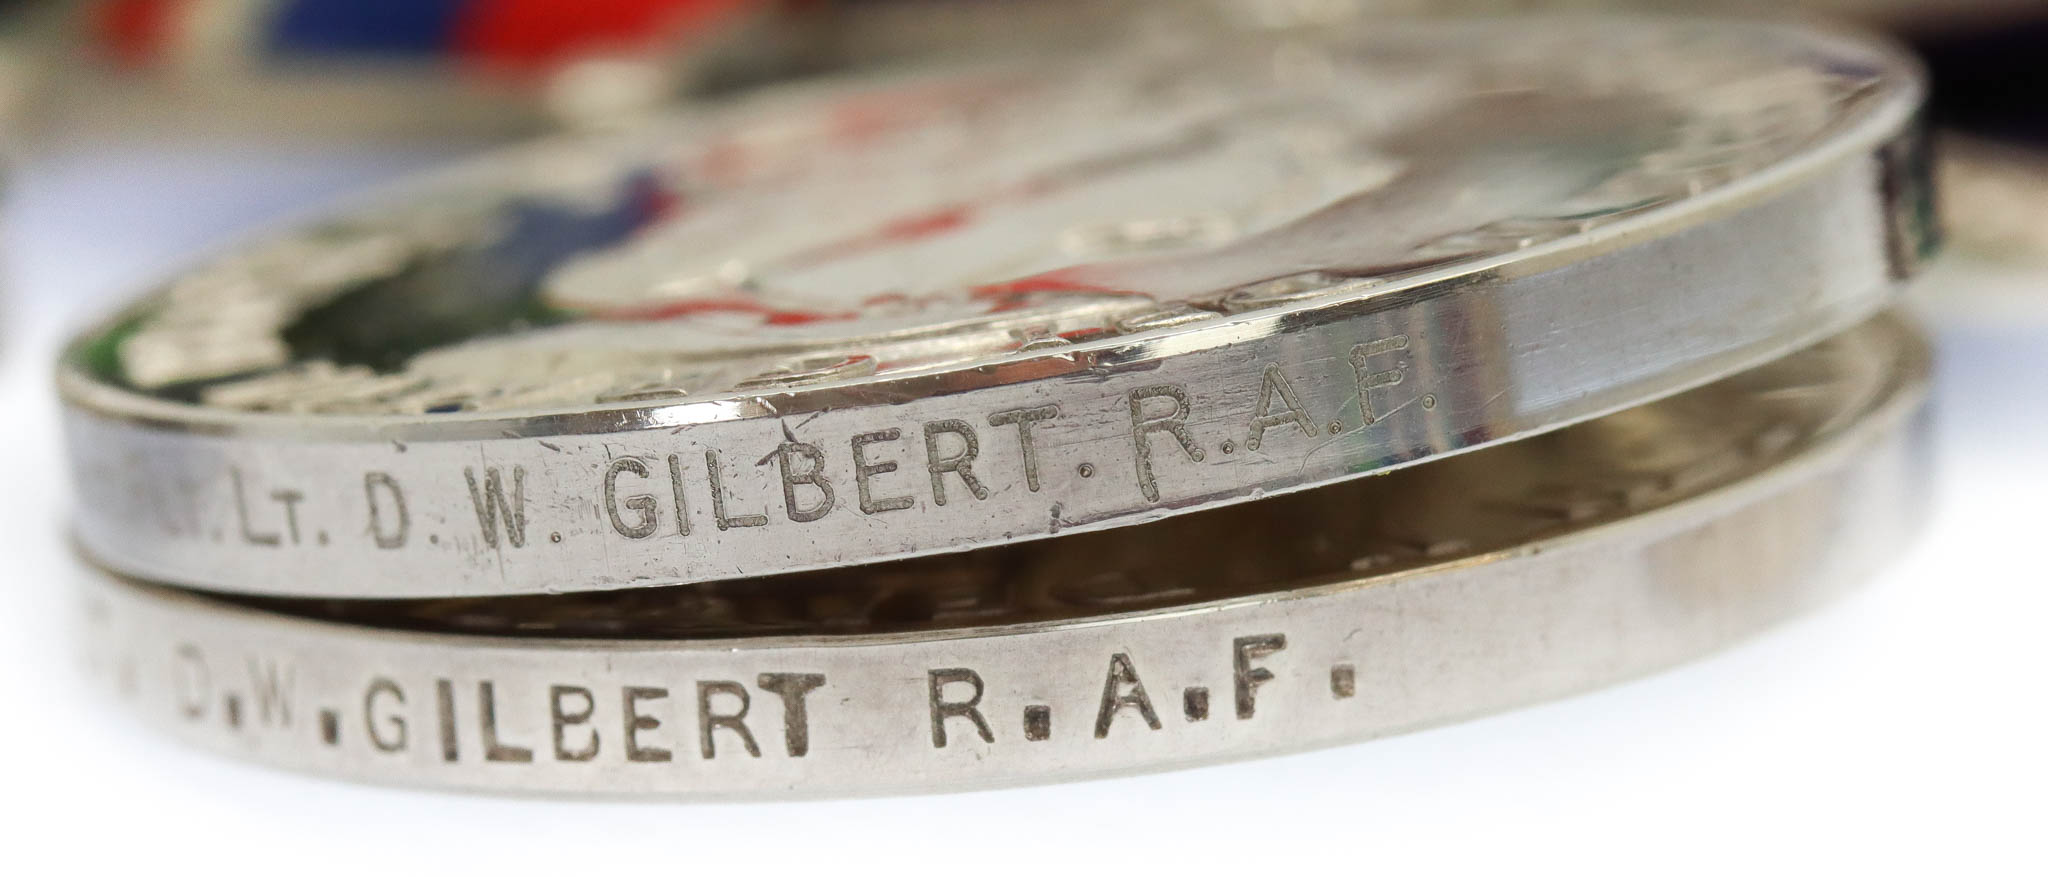 . LT. D. W. GILBERT. R.A.F.
D.W.GILBERT R.A.F.